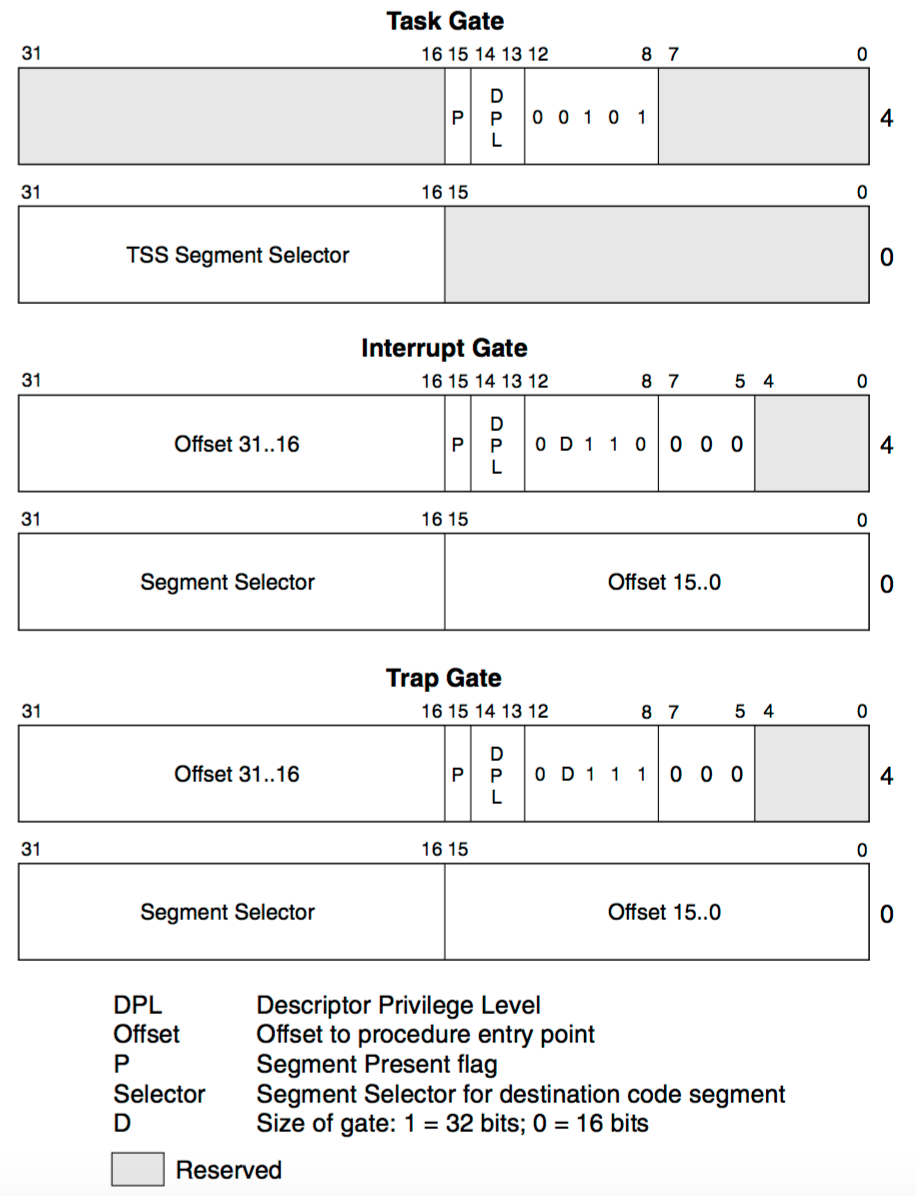 Task Gate
31 16 15 14 13 12 8 7 0
P D P L 0 0 1 0 1 4
31 16 15 0
TSS Segment Selector 0
Interrupt Gate
31 16 15 14 13 12 8 7 5 4 0
Offset 31..16 P D P L 0 D 1 1 0 0 0 0 4
31 16 15 0
Segment Selector Offset 15..0 0
Trap Gate
31 16 15 14 13 12 8 7 5 4 0
Offset 31..16 P D P L 0 D 1 1 1 0 0 0 4
31 16 15 0
Segment Selector Offset 15..0 0
DPL Descriptor Privilege Level
Offset Offset to procedure entry point
P Segment Present flag
Selector Segment Selector for destination code segment
D Size of gate: 1 = 32 bits; 0 = 16 bits
Reserved